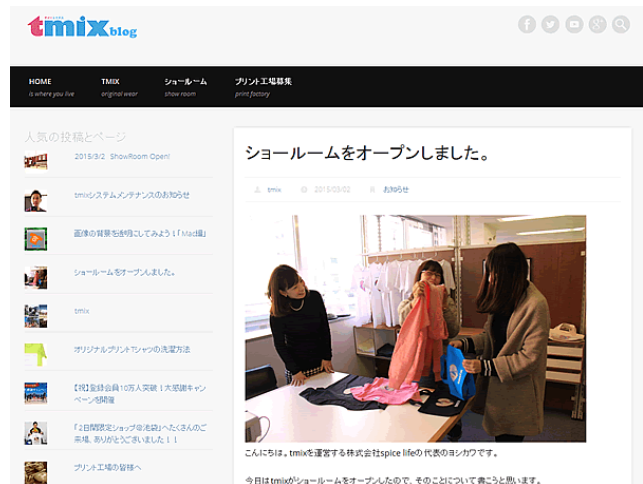 tmix blog
HOME
is where you live
TMIX
original wear
ショールーム
show room
プリント工場募集
print factory
人気の投稿とページ
2015/3/2 ShowRoom Open!
tmixシステムメンテナンスのお知らせ
画像の背景を透明にしてみよう!「Mac編」
ショールームをオープンしました。
tmix
オリジナルプリントTシャツの洗濯方法
【祝】登録会員10万人突破!大感謝キャン
ペーンを開催
「2日間限定ショップ@池袋」へたくさんのご
来場、ありがとうございました!!
プリント工場の皆様へ
ショールームをオープンしました。
tmix 2015/03/02 お知らせ
こんにちは。tmixを運営する株式会社spice lifeの代表のヨシカワです。
今日はtmixがショールームをオープンしたので、そのことについて書こうと思います。